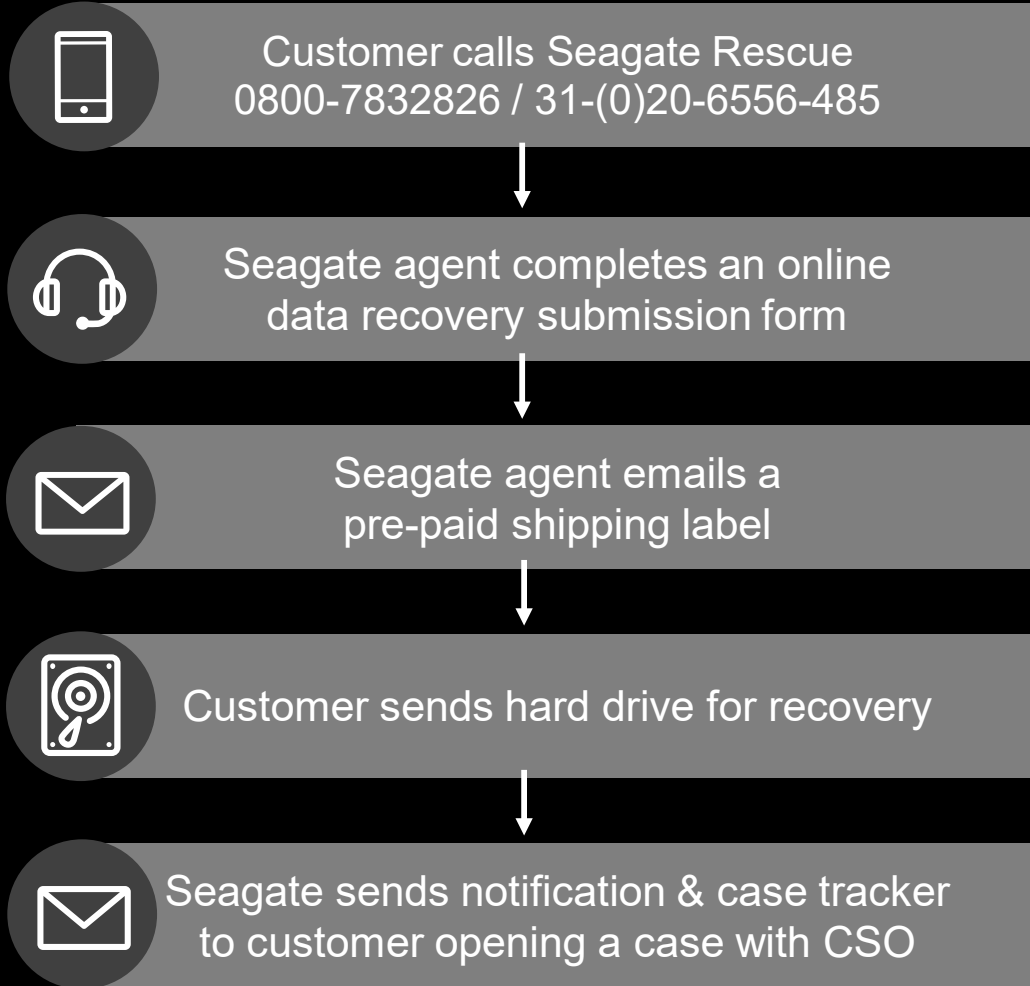 Customer calls Seagate Rescue
0800-7832826 / 31-(0)20-6556-485
Seagate agent completes an online
data recovery submission form
Seagate agent emails a
pre-paid shipping label
Customer sends hard drive for recovery
Seagate sends notification & case tracker
to customer opening a case with CSO